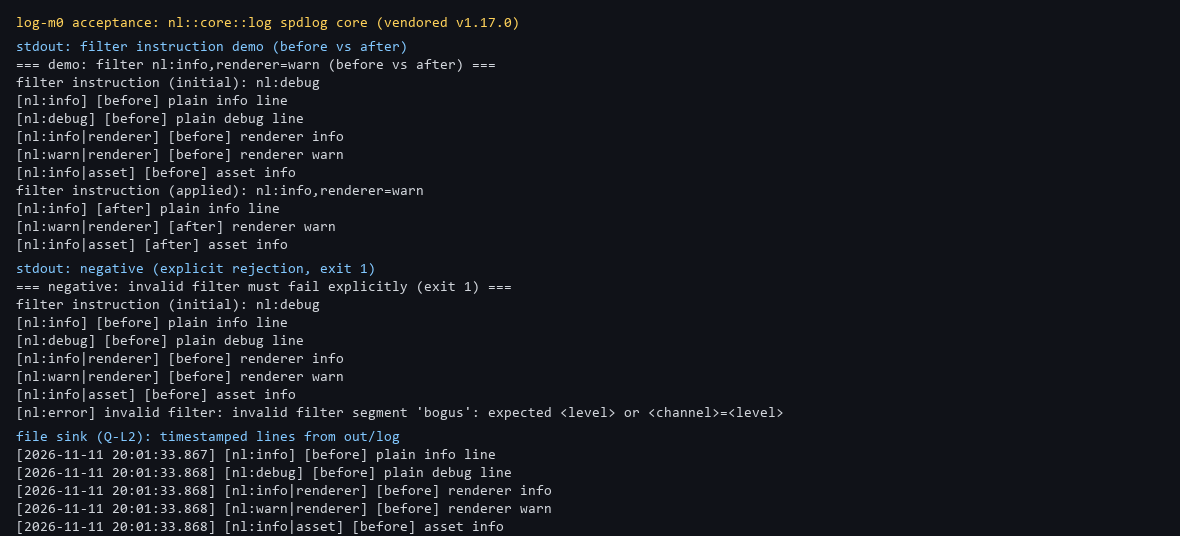 log-m0 acceptance: nl::core::log spdlog core (vendored v1.17.0)
stdout: filter instruction demo (before vs after)
=== demo: filter nl:info,renderer=warn (before vs after) ===
filter instruction (initial): nl:debug
[nl:info] [before] plain info line
[nl:debug] [before] plain debug line
[nl:info|renderer] [before] renderer info
[nl:warn|renderer] [before] renderer warn
[nl:info|asset] [before] asset info
filter instruction (applied): nl:info,renderer=warn
[nl:info] [after] plain info line
[nl:warn|renderer] [after] renderer warn
[nl:info|asset] [after] asset info
stdout: negative (explicit rejection, exit 1)
=== negative: invalid filter must fail explicitly (exit 1) ===
filter instruction (initial): nl:debug
[nl:info] [before] plain info line
[nl:debug] [before] plain debug line
[nl:info|renderer] [before] renderer info
[nl:warn|renderer] [before] renderer warn
[nl:info|asset] [before] asset info
[nl:error] invalid filter: invalid filter segment 'bogus': expected <level> or <channel>=<level>
file sink (Q-L2): timestamped lines from out/log
[2026-11-11 20:01:33.867] [nl:info] [before] plain info line
[2026-11-11 20:01:33.868] [nl:debug] [before] plain debug line
[2026-11-11 20:01:33.868] [nl:info|renderer] [before] renderer info
[2026-11-11 20:01:33.868] [nl:warn|renderer] [before] renderer warn
[2026-11-11 20:01:33.868] [nl:info|asset] [before] asset info